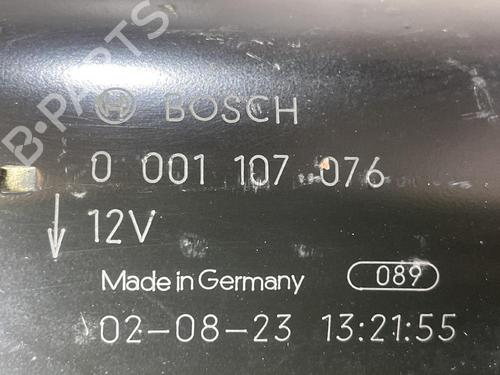 B-PARTS
BOSCH
0 001 107 076
12V
Made in Germany 089
02-08-23 13:21:55